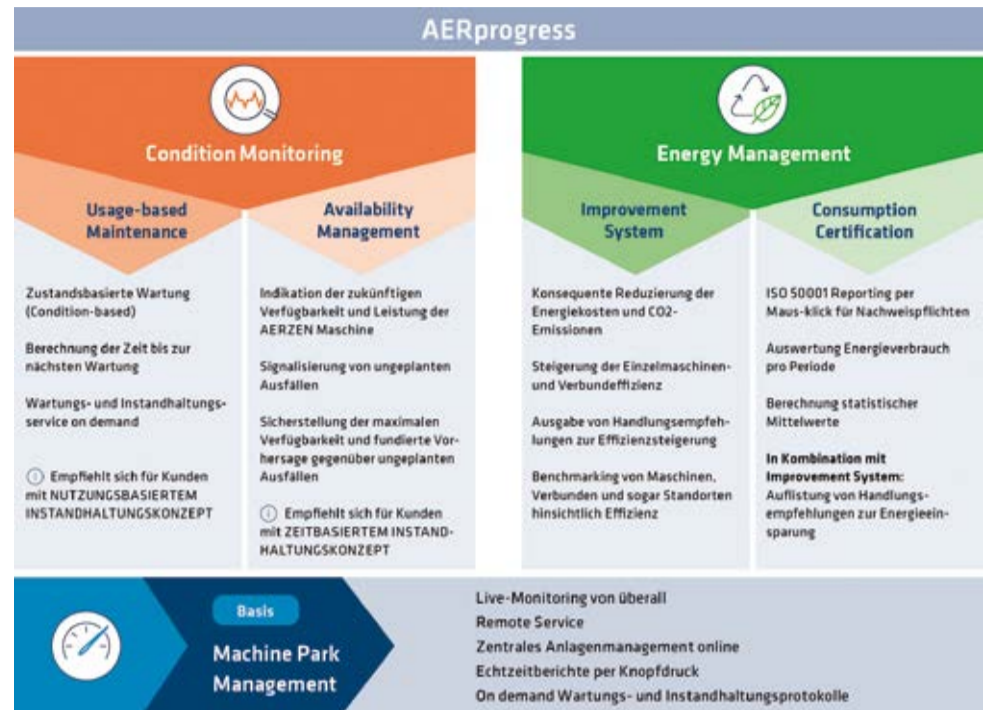 AERprogress
Condition Monitoring
Usage-based
Maintenance
Zustandsbasierte Wartung
(Condition-based)
Berechnung der Zeit bis zur
nächsten Wartung
Wartungs- und Instandhaltungs-
service on demand
Empfiehlt sich für Kunden
mit NUTZUNGSBASIERTEM
INSTANDHALTUNGSKONZEPT
Availability
Management
Indikation der zukünftigen
Verfügbarkeit und Leistung der
AERZEN Maschine
Signalisierung von ungeplanten
Ausfällen
Sicherstellung der maximalen
Verfügbarkeit und fundierte Vor-
hersage gegenüber ungeplanten
Ausfällen
Empfiehlt sich für Kunden
mit ZEITBASIERTEM INSTAND-
HALTUNGSKONZEPT
Energy Management
Improvement
System
Konsequente Reduzierung der
Energiekosten und CO2-
Emissionen
Steigerung der Einzelmaschinen-
und Verbundeffizienz
Ausgabe von Handlungsempfeh-
lungen zur Effizienzsteigerung
Benchmarking von Maschinen,
Verbunden und sogar Standorten
hinsichtlich Effizienz
Consumption
Certification
ISO 50001 Reporting per
Maus-klick für Nachweispflichten
Auswertung Energieverbrauch
pro Periode
Berechnung statistischer
Mittelwerte
In Kombination mit
Improvement System:
Auflistung von Handlungs-
empfehlungen zur Energieein-
sparung
Basis
Machine Park
Management
Live-Monitoring von überall
Remote Service
Zentrales Anlagenmanagement online
Echtzeitberichte per Knopfdruck
On demand Wartungs- und Instandhaltungsprotokolle